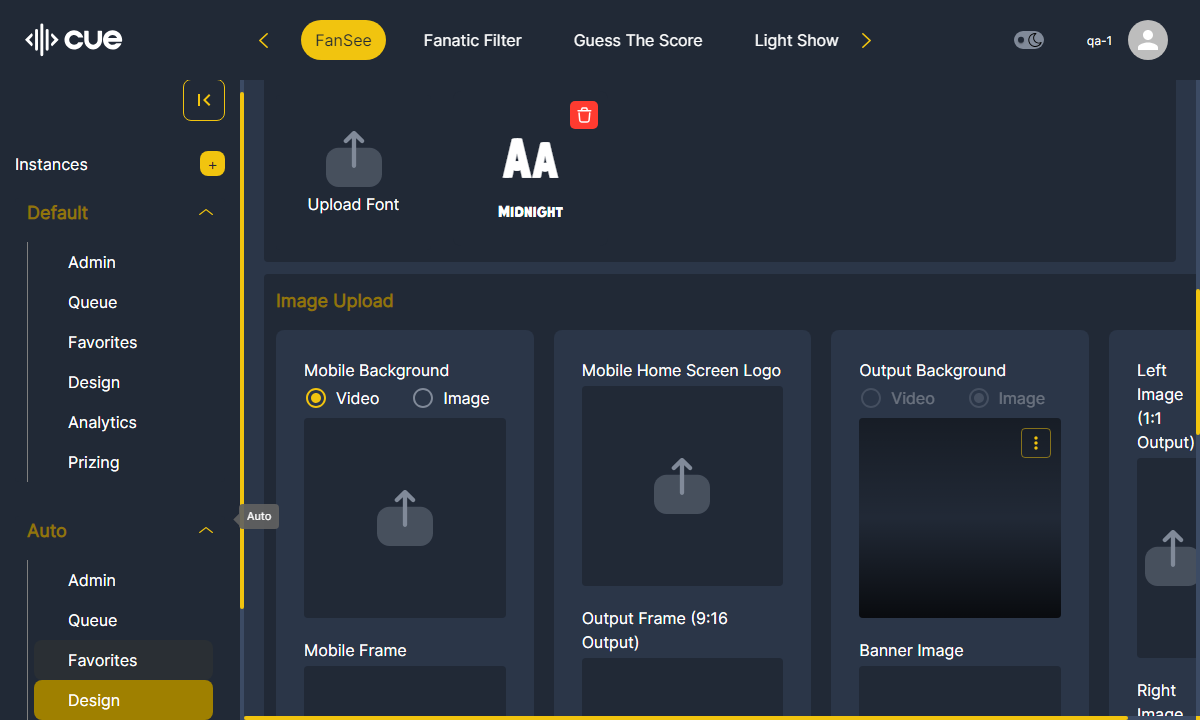 cue
FanSee
Fanatic Filter
Guess The Score
Light Show
qa-1
Instances
+
Default
Admin
Queue
Favorites
Design
Analytics
Prizing
Auto
Auto
Admin
Queue
Favorites
Design
Upload Font
AA
MIDNIGHT
Image Upload
Mobile Background
Video
Image
Mobile Home Screen Logo
Output Background
Video
Image
Left
Image
(1:1
Output)
Mobile Frame
Output Frame (9:16
Output)
Banner Image
Right
Image